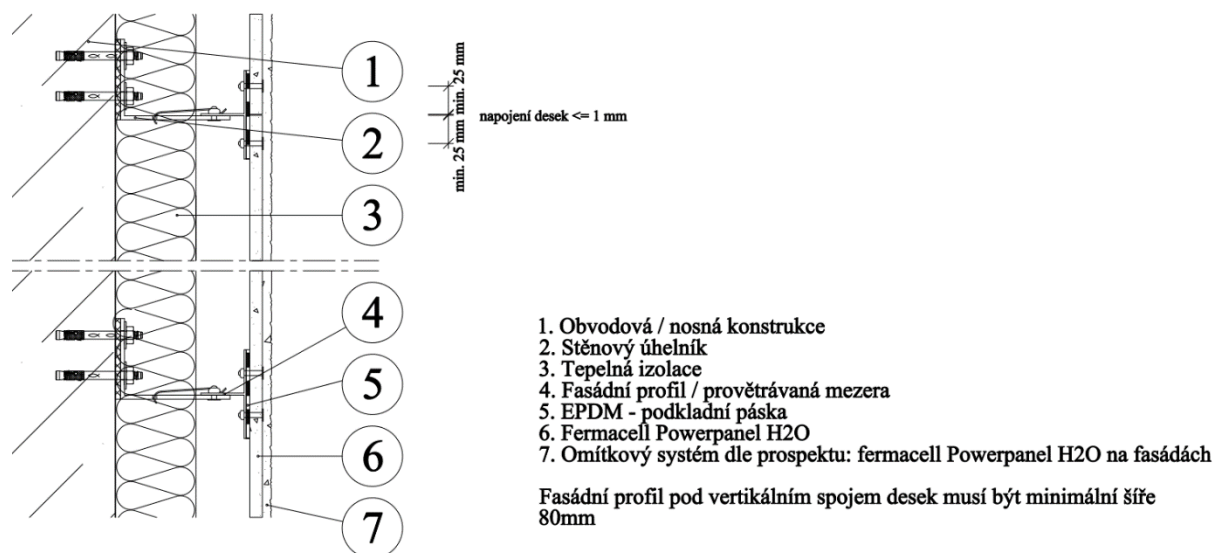 1
min. 25 mm
min. 25 mm
napojení desek <= 1 mm
2
3
4
5
6
7
1. Obvodová / nosná konstrukce
2. Stěnový úhelník
3. Tepelná izolace
4. Fasádní profil / provětrávaná mezera
5. EPDM - podkladní páska
6. Fermacell Powerpanel H2O
7. Omítkový systém dle prospektu: fermacell Powerpanel H2O na fasádách
Fasádní profil pod vertikálním spojem desek musí být minimální šíře
80mm